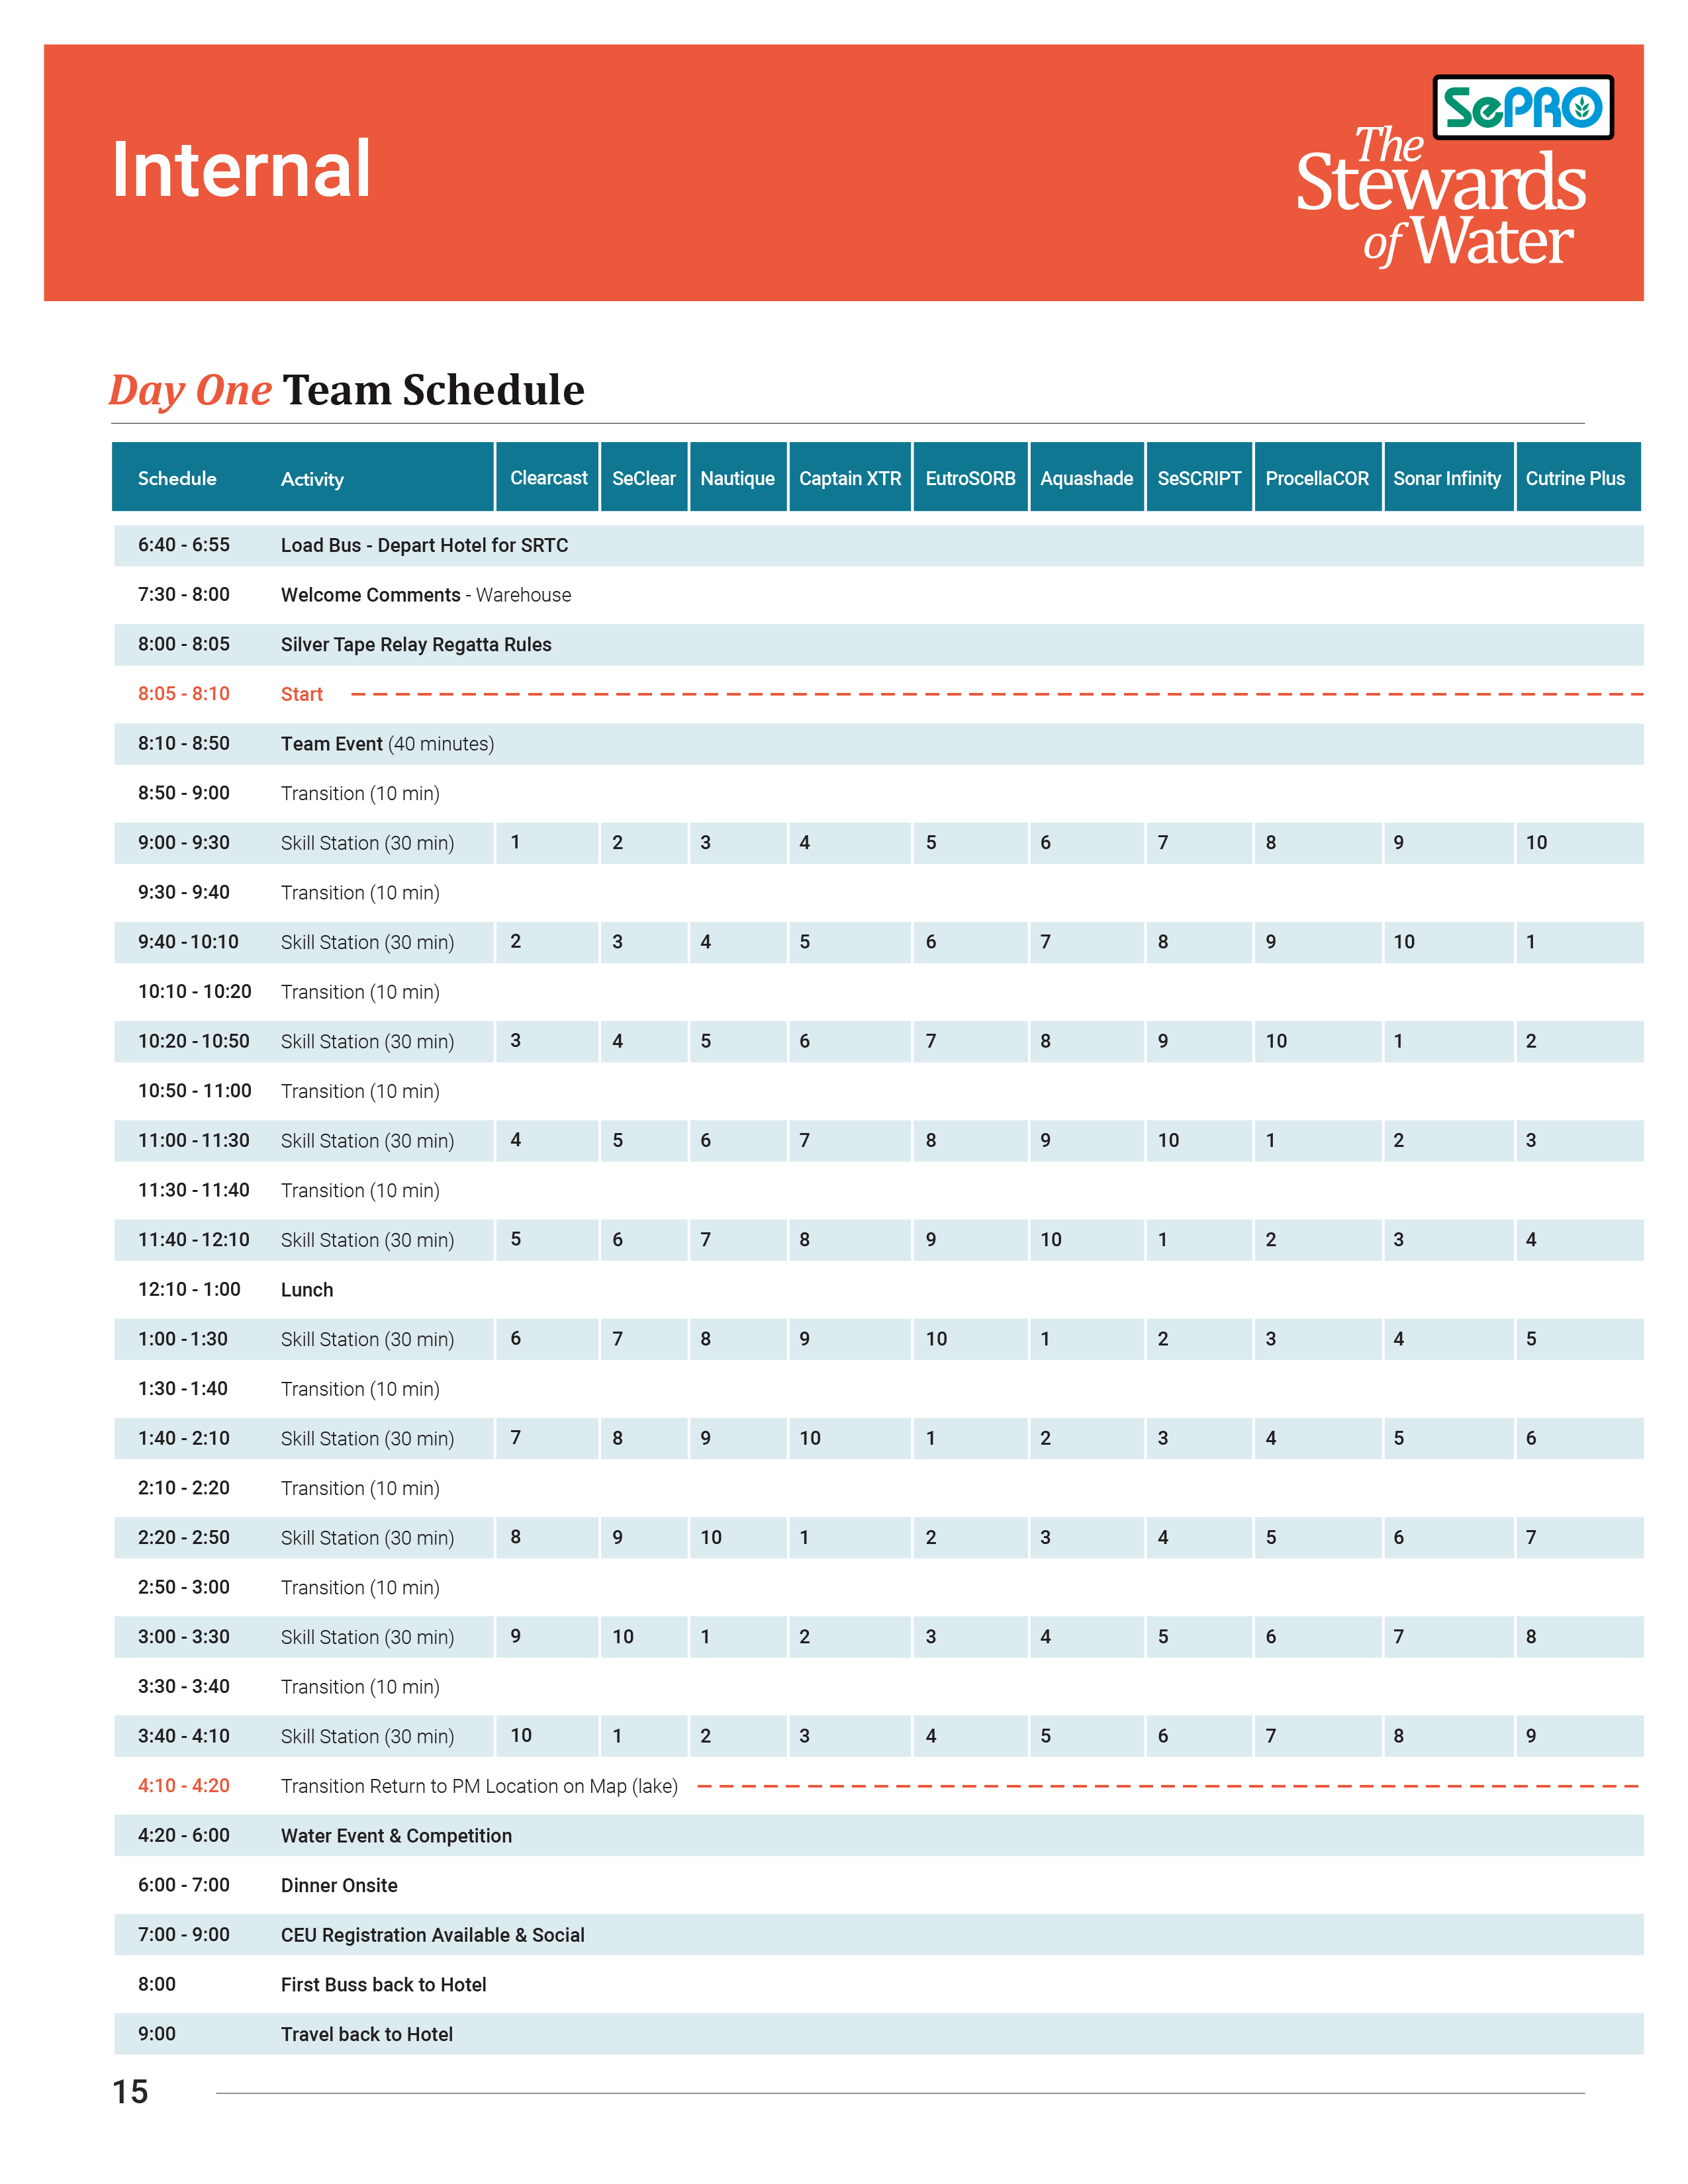 Internal
SePRO
The
Stewards
of Water
Day One Team Schedule
Schedule Activity Clearcast SeClear Nautique Captain XTR EutroSORB Aquashade SeSCRIPT ProcellaCOR Sonar Infinity Cutrine Plus
6:40 - 6:55 Load Bus - Depart Hotel for SRTC
7:30 - 8:00 Welcome Comments - Warehouse
8:00 - 8:05 Silver Tape Relay Regatta Rules
8:05 - 8:10 Start
8:10 - 8:50 Team Event (40 minutes)
8:50 - 9:00 Transition (10 min)
9:00 - 9:30 Skill Station (30 min) 1 2 3 4 5 6 7 8 9 10
9:30 - 9:40 Transition (10 min)
9:40 - 10:10 Skill Station (30 min) 2 3 4 5 6 7 8 9 10 1
10:10 - 10:20 Transition (10 min)
10:20 - 10:50 Skill Station (30 min) 3 4 5 6 7 8 9 10 1 2
10:50 - 11:00 Transition (10 min)
11:00 - 11:30 Skill Station (30 min) 4 5 6 7 8 9 10 1 2 3
11:30 - 11:40 Transition (10 min)
11:40 - 12:10 Skill Station (30 min) 5 6 7 8 9 10 1 2 3 4
12:10 - 1:00 Lunch
1:00 - 1:30 Skill Station (30 min) 6 7 8 9 10 1 2 3 4 5
1:30 - 1:40 Transition (10 min)
1:40 - 2:10 Skill Station (30 min) 7 8 9 10 1 2 3 4 5 6
2:10 - 2:20 Transition (10 min)
2:20 - 2:50 Skill Station (30 min) 8 9 10 1 2 3 4 5 6 7
2:50 - 3:00 Transition (10 min)
3:00 - 3:30 Skill Station (30 min) 9 10 1 2 3 4 5 6 7 8
3:30 - 3:40 Transition (10 min)
3:40 - 4:10 Skill Station (30 min) 10 1 2 3 4 5 6 7 8 9
4:10 - 4:20 Transition Return to PM Location on Map (lake)
4:20 - 6:00 Water Event & Competition
6:00 - 7:00 Dinner Onsite
7:00 - 9:00 CEU Registration Available & Social
8:00 First Buss back to Hotel
9:00 Travel back to Hotel
15